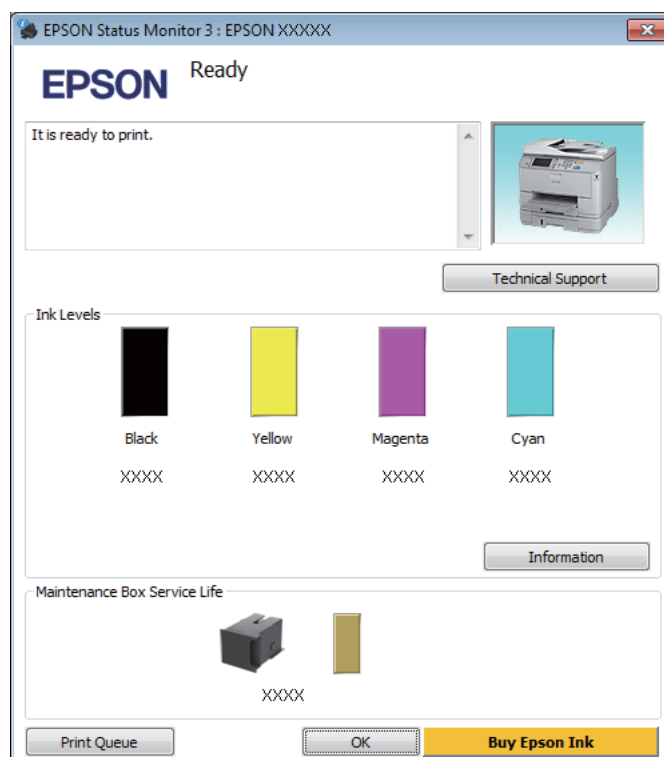 EPSON Status Monitor 3 : EPSON XXXXX
EPSON
Ready
It is ready to print.
Technical Support
Ink Levels
Black Yellow Magenta Cyan
XXXX XXXX XXXX XXXX
Information
Maintenance Box Service Life
XXXX
Print Queue OK Buy Epson Ink